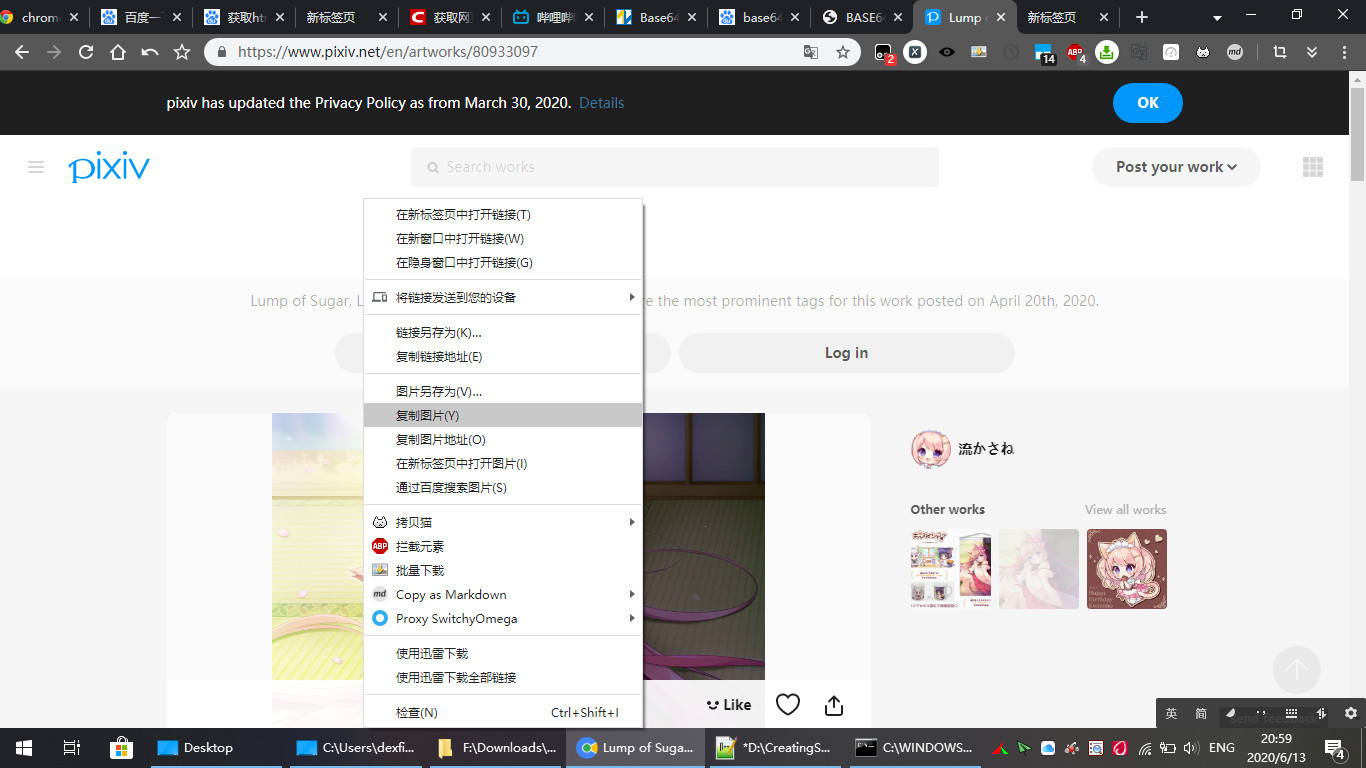 chrom
百度一
获取ht
新标签页
获取网
哔哩哔
Base64
base64
BASE6
Lump
新标签页
https://www.pixiv.net/en/artworks/80933097
2
14
4
pixiv has updated the Privacy Policy as from March 30, 2020. Details
OK
pixiv
Search works
Post your work
在新标签页中打开链接(T)
在新窗口中打开链接(W)
在隐身窗口中打开链接(G)
将链接发送到您的设备
链接另存为(K)...
复制链接地址(E)
图片另存为(V)...
复制图片(Y)
复制图片地址(O)
在新标签页中打开图片(I)
通过百度搜索图片(S)
拷贝猫
ABP 拦截元素
批量下载
md Copy as Markdown
Proxy SwitchyOmega
使用迅雷下载
使用迅雷下载全部链接
检查(N) Ctrl+Shift+I
Lump of Sugar, L
e the most prominent tags for this work posted on April 20th, 2020.
Log in
流かさね
Other works View all works
Like
英 简
Send feedback
Desktop
C:\Users\dexfi...
F:\Downloads\...
Lump of Suga...
*D:\CreatingS...
C:\WINDOWS...
ENG
20:59
2020/6/13
4